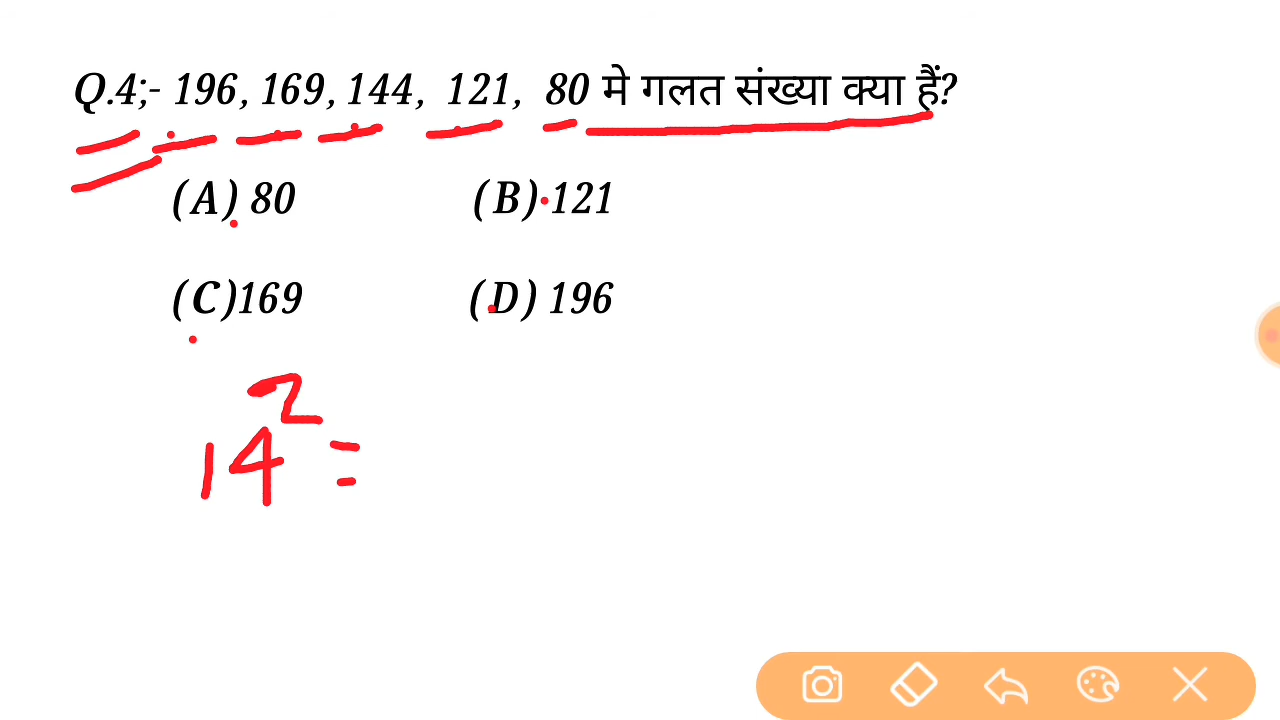 Q.4;- 196, 169, 144, 121, 80 मे गलत संख्या क्या हैं?
(A) 80 (B) 121
(C)169 (D) 196
14² =